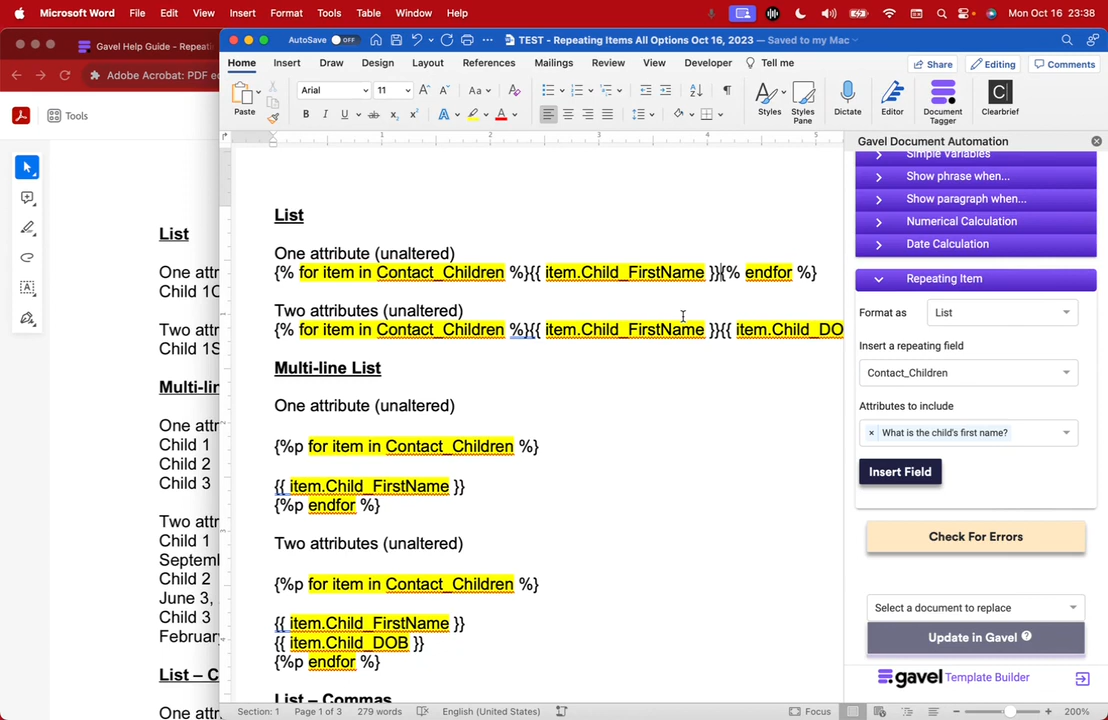 Microsoft Word File Edit View Insert Format Tools Table Window Help Mon Oct 16 23:38
Gavel Help Guide - Repeati
Adobe Acrobat: PDF ed
Tools
AutoSave OFF TEST - Repeating Items All Options Oct 16, 2023 — Saved to my Mac
Home Insert Draw Design Layout References Mailings Review View Developer Tell me Share Editing Comments
Paste Arial 11 Styles Styles Pane Dictate Editor Document Tagger Clearbrief
1 2 3 4 5
List
One attr
Child 1C
Two attr
Child 1S
Multi-lin
One attr
Child 1
Child 2
Child 3
Two attr
Child 1
Septem
Child 2
June 3,
Child 3
February
List – C
One attr
List
One attribute (unaltered)
{% for item in Contact_Children %}{{ item.Child_FirstName }}{% endfor %}
Two attributes (unaltered)
{% for item in Contact_Children %}{{ item.Child_FirstName }}{{ item.Child_DO
Multi-line List
One attribute (unaltered)
{%p for item in Contact_Children %}
{{ item.Child_FirstName }}
{%p endfor %}
Two attributes (unaltered)
{%p for item in Contact_Children %}
{{ item.Child_FirstName }}
{{ item.Child_DOB }}
{%p endfor %}
List – Commas
Gavel Document Automation
Simple Variables
Show phrase when...
Show paragraph when...
Numerical Calculation
Date Calculation
Repeating Item
Format as List
Insert a repeating field
Contact_Children
Attributes to include
× What is the child's first name?
Insert Field
Check For Errors
Select a document to replace
Update in Gavel
gavel Template Builder
Section: 1 Page 1 of 3 279 words English (United States) Focus 200%